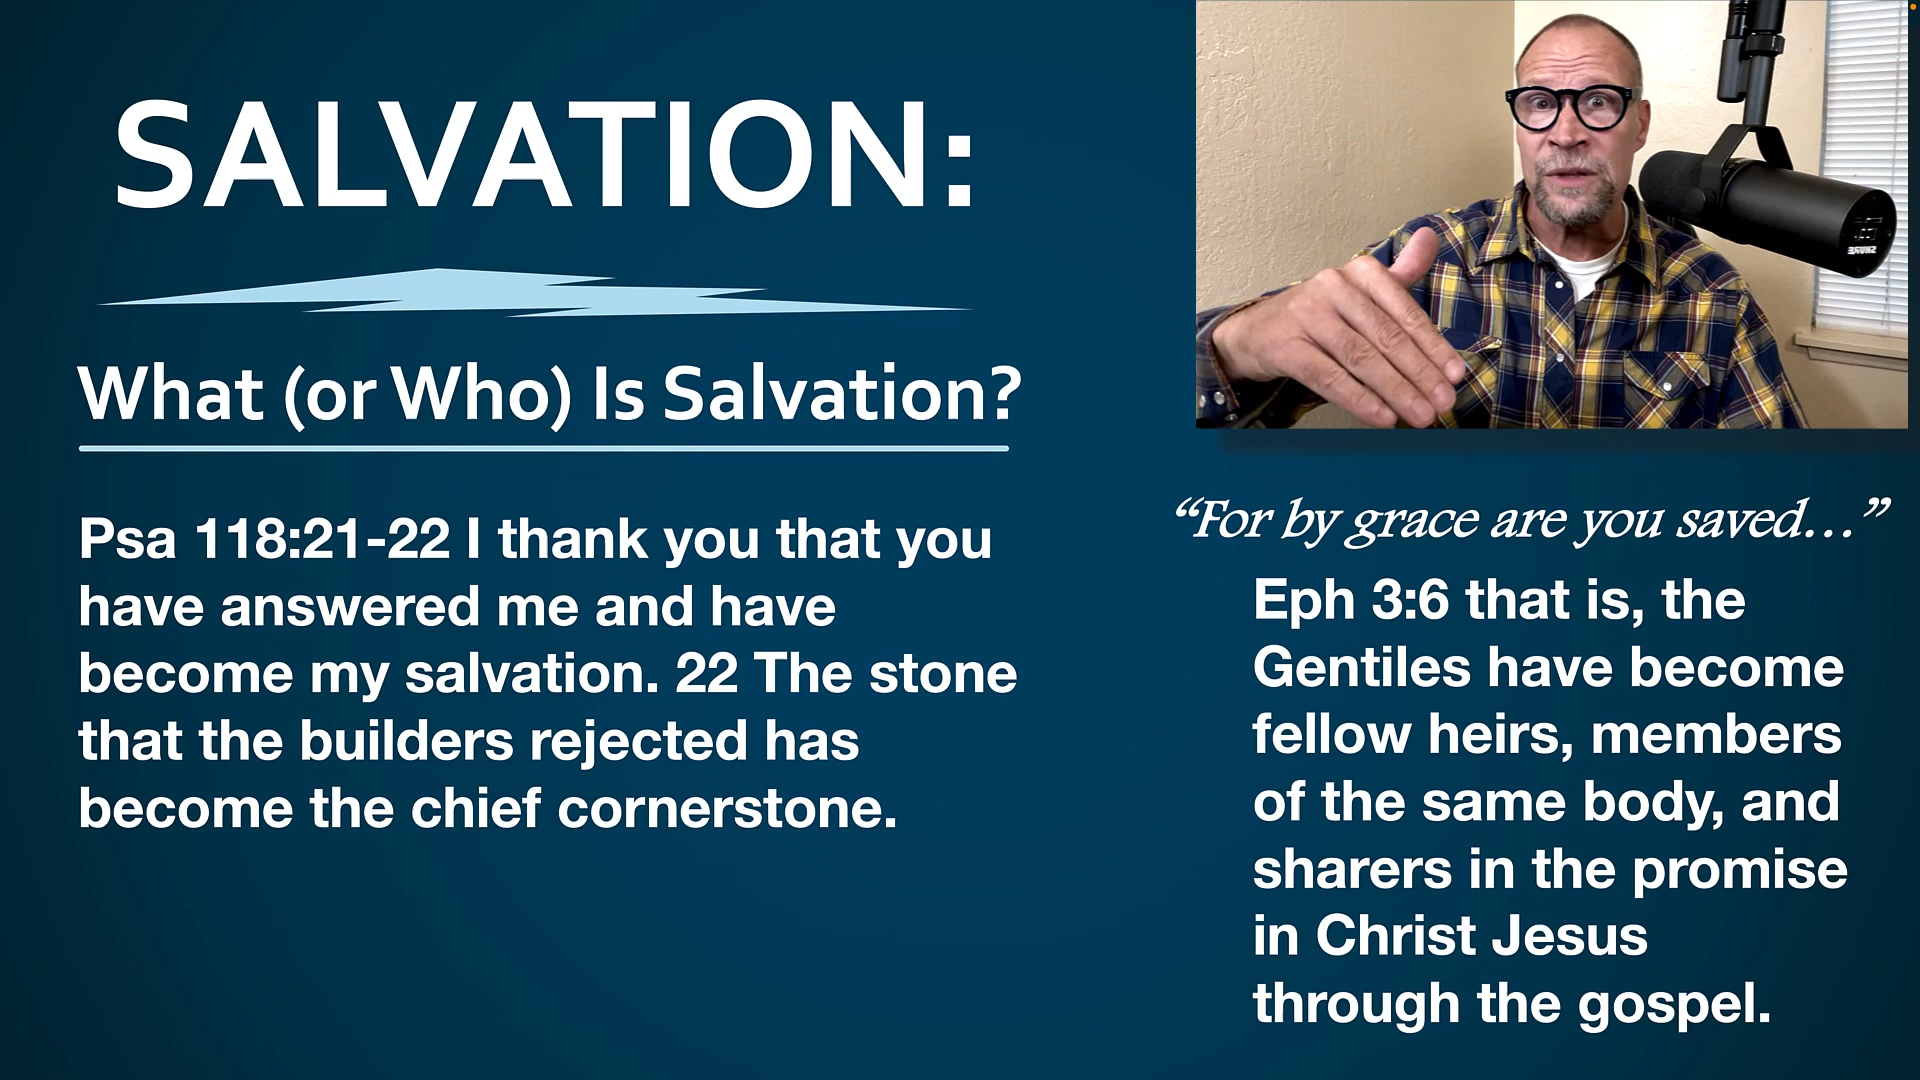 SALVATION:
What (or Who) Is Salvation?
Psa 118:21-22 I thank you that you
have answered me and have
become my salvation. 22 The stone
that the builders rejected has
become the chief cornerstone.
SHURE
“For by grace are you saved…”
Eph 3:6 that is, the
Gentiles have become
fellow heirs, members
of the same body, and
sharers in the promise
in Christ Jesus
through the gospel.